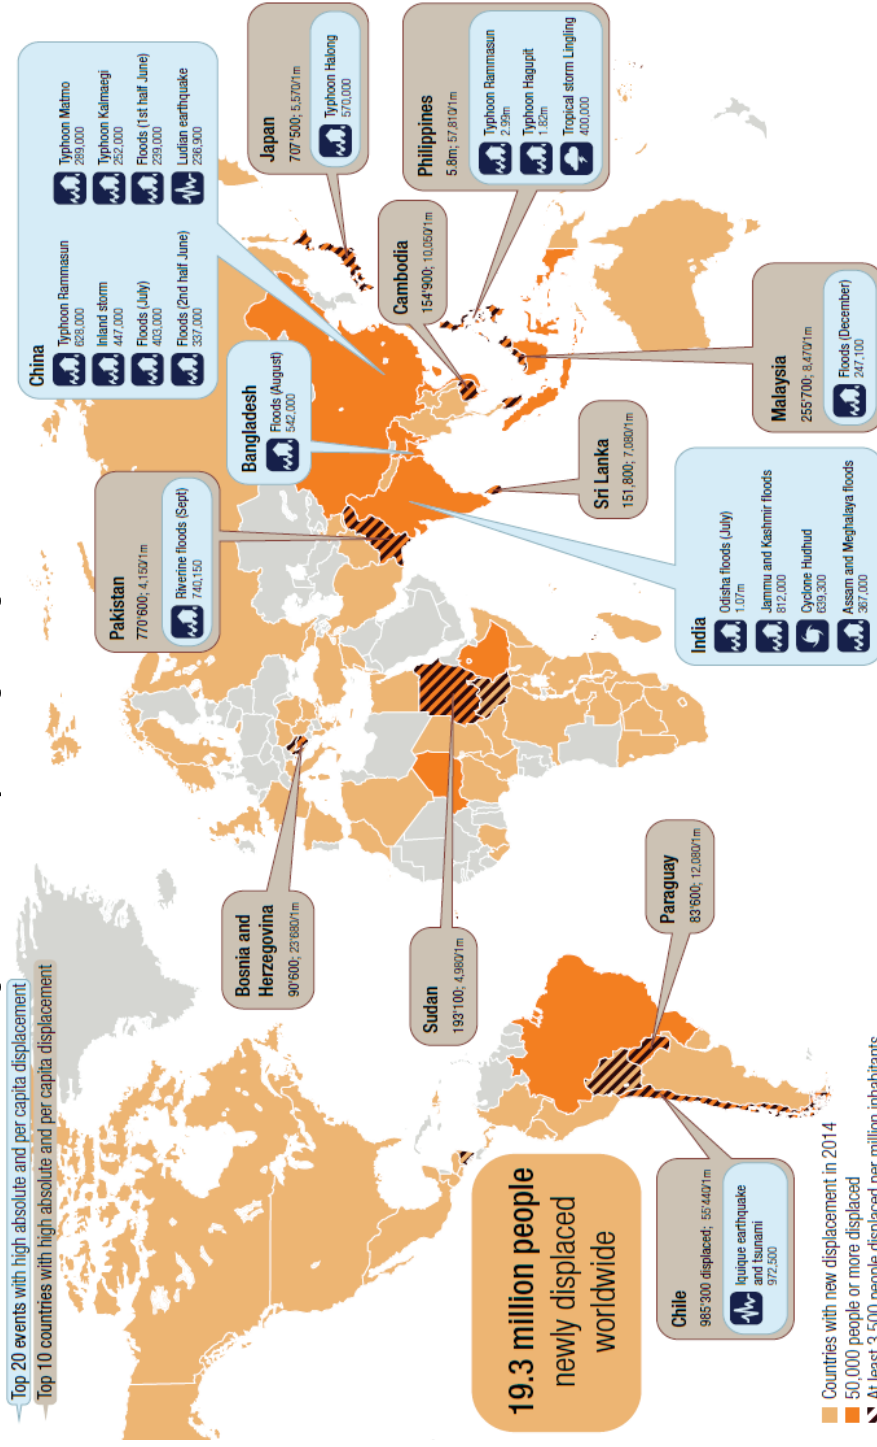 Top 20 events with high absolute and per capita displacement
Top 10 countries with high absolute and per capita displacement
19.3 million people
newly displaced
worldwide
Chile
985'300 displaced; 55'440/1m
Iquique earthquake
and tsunami
972,500
Paraguay
83'600; 12,080/1m
Bosnia and
Herzegovina
90'600; 23'680/1m
Sudan
193'100; 4,980/1m
Pakistan
770'600; 4,150/1m
Riverine floods (Sept)
740,150
Bangladesh
Floods (August)
542,000
China
Typhoon Rammasun
628,000
Inland storm
447,000
Floods (July)
403,000
Floods (2nd half June)
337,000
Typhoon Matmo
289,000
Typhoon Kalmaegi
252,000
Floods (1st half June)
239,000
Ludian earthquake
236,900
Japan
707'500; 5,570/1m
Typhoon Halong
570,000
Cambodia
154'900; 10,050/1m
Philippines
5.8m; 57,810/1m
Typhoon Rammasun
2.99m
Typhoon Hagupit
1.82m
Tropical storm Lingling
400,000
Sri Lanka
151,800; 7,080/1m
Malaysia
255'700; 8,470/1m
Floods (December)
247,100
India
Odisha floods (July)
1.07m
Jammu and Kashmir floods
812,000
Cyclone Hudhud
639,300
Assam and Meghalaya floods
367,000
Countries with new displacement in 2014
50,000 people or more displaced
At least 3,500 people displaced per million inhabitants